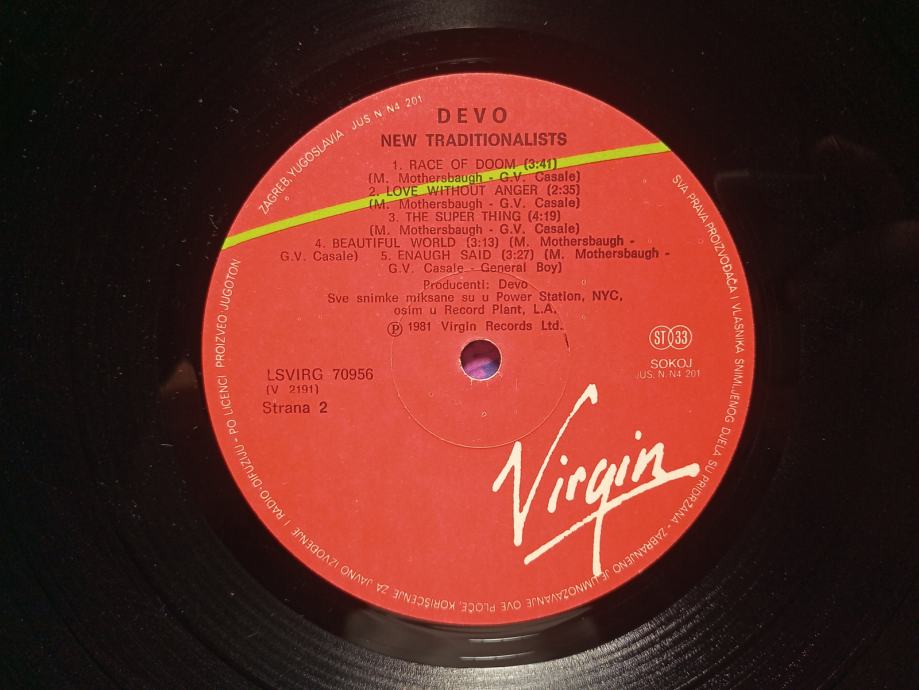 DEVO
NEW TRADITIONALISTS
1. RACE OF DOOM (3:41)
(M. Mothersbaugh - G.V. Casale)
2. LOVE WITHOUT ANGER (2:35)
(M. Mothersbaugh - G.V. Casale)
3. THE SUPER THING (4:19)
(M. Mothersbaugh - G.V. Casale)
4. BEAUTIFUL WORLD (3:13) (M. Mothersbaugh -
G.V. Casale) 5. ENAUGH SAID (3:27) (M. Mothersbaugh -
G.V. Casale - General Boy)
Producenti: Devo
Sve snimke miksane su u Power Station, NYC,
osim u Record Plant, L.A.
℗ 1981 Virgin Records Ltd.
ST 33
SOKOJ
JUS. N. N4 201
LSVIRG 70956
(V 2191)
Strana 2
Virgin
SVA PRAVA PROIZVOĐAČA I VLASNIKA SNIMLJENOG DJELA SU PRIDRŽANA - ZABRANJENO JE UMNOŽAVANJE OVE PLOČE, KORIŠĆENJE ZA JAVNO IZVOĐENJE I RADIO-DIFUZIJU - PO LICENCI PROIZVEO JUGOTON
ZAGREB, YUGOSLAVIA JUS N N4 201